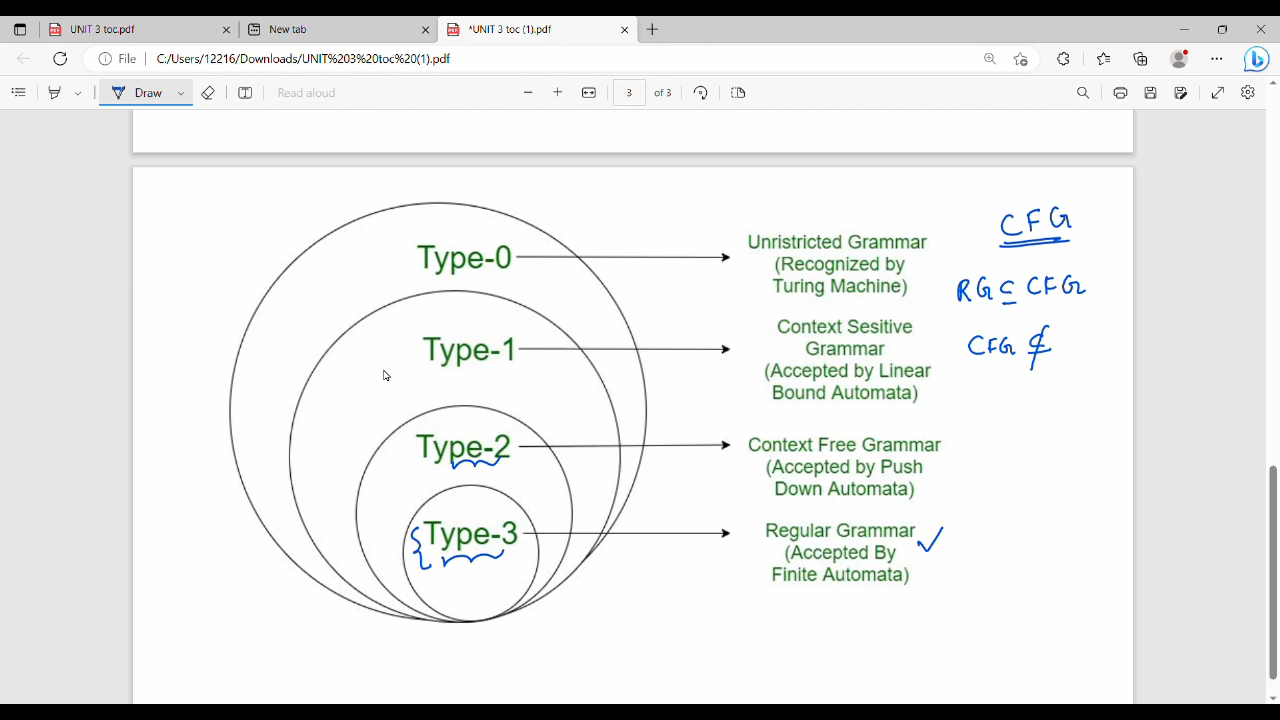 UNIT 3 toc.pdf
New tab
*UNIT 3 toc (1).pdf
File
C:/Users/12216/Downloads/UNIT%203%20toc%20(1).pdf
Draw
Read aloud
3 of 3
Type-0
Unristricted Grammar
(Recognized by
Turing Machine)
Type-1
Context Sesitive
Grammar
(Accepted by Linear
Bound Automata)
Type-2
Context Free Grammar
(Accepted by Push
Down Automata)
Type-3
Regular Grammar
(Accepted By
Finite Automata)
CFG
RG ⊆ CFG
CFG ⊄